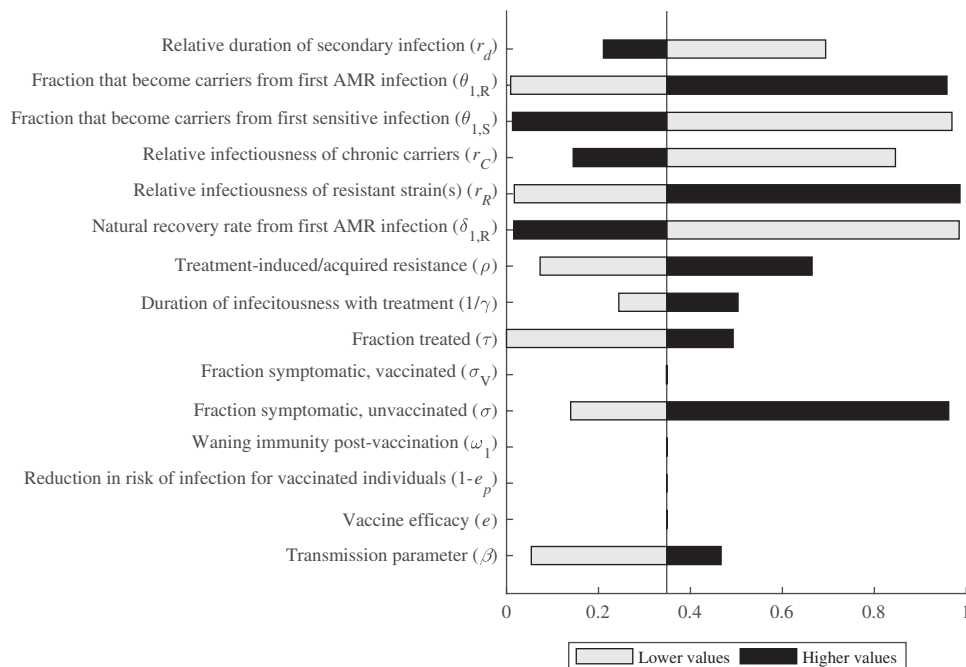 Relative duration of secondary infection (r_d)
Fraction that become carriers from first AMR infection (θ_1,R)
Fraction that become carriers from first sensitive infection (θ_1,S)
Relative infectiousness of chronic carriers (r_C)
Relative infectiousness of resistant strain(s) (r_R)
Natural recovery rate from first AMR infection (δ_1,R)
Treatment-induced/acquired resistance (ρ)
Duration of infecitousness with treatment (1/γ)
Fraction treated (τ)
Fraction symptomatic, vaccinated (σ_V)
Fraction symptomatic, unvaccinated (σ)
Waning immunity post-vaccination (ω_1)
Reduction in risk of infection for vaccinated individuals (1-e_p)
Vaccine efficacy (e)
Transmission parameter (β)
0 0.2 0.4 0.6 0.8 1
Lower values Higher values